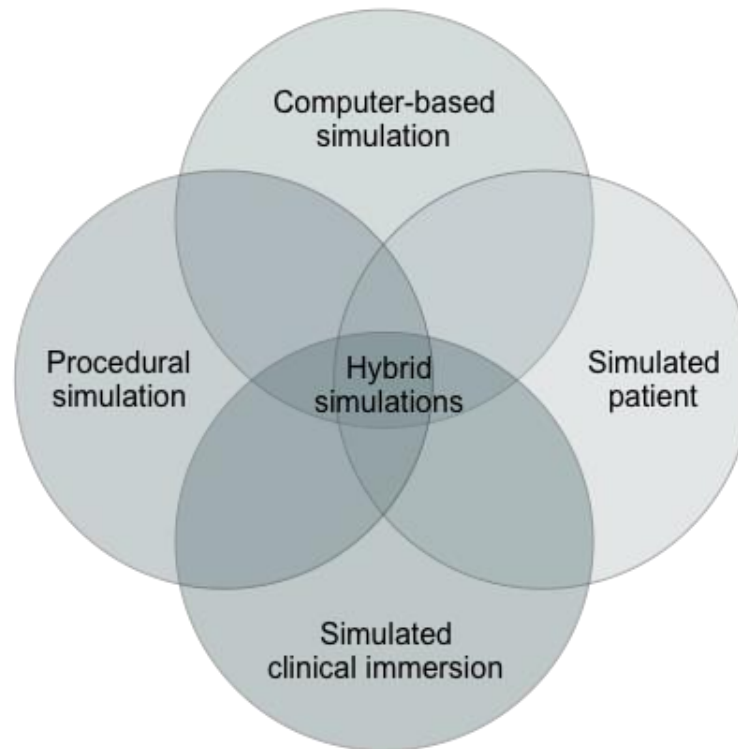 Computer-based
simulation
Procedural
simulation
Hybrid
simulations
Simulated
patient
Simulated
clinical immersion